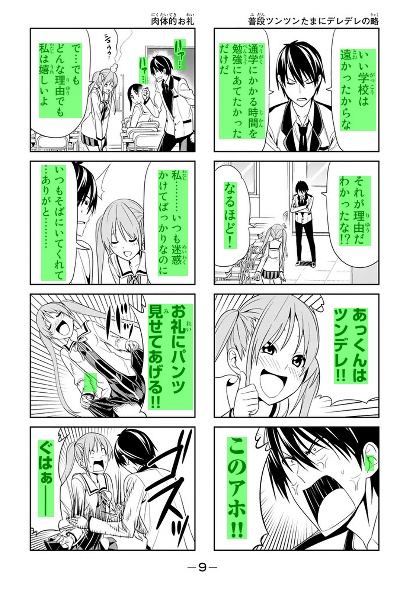 普段ツンツンたまにデレデレの略
いい学校は
遠かったからな
通学にかかる時間を
勉強にあてたかった
だけだ
それが理由だ
わかったな!?
なるほど!
あっくんは
ツンデレ!!
このアホ!!
肉体的お礼
で…でも
どんな理由でも
私は嬉しいよ
私………いつも迷惑
かけてばっかりなのに
いつもそばにいてくれて
ありがと………
お礼にパンツ
見せてあげる!!
ぐはぁ――
ズズズ
－9－